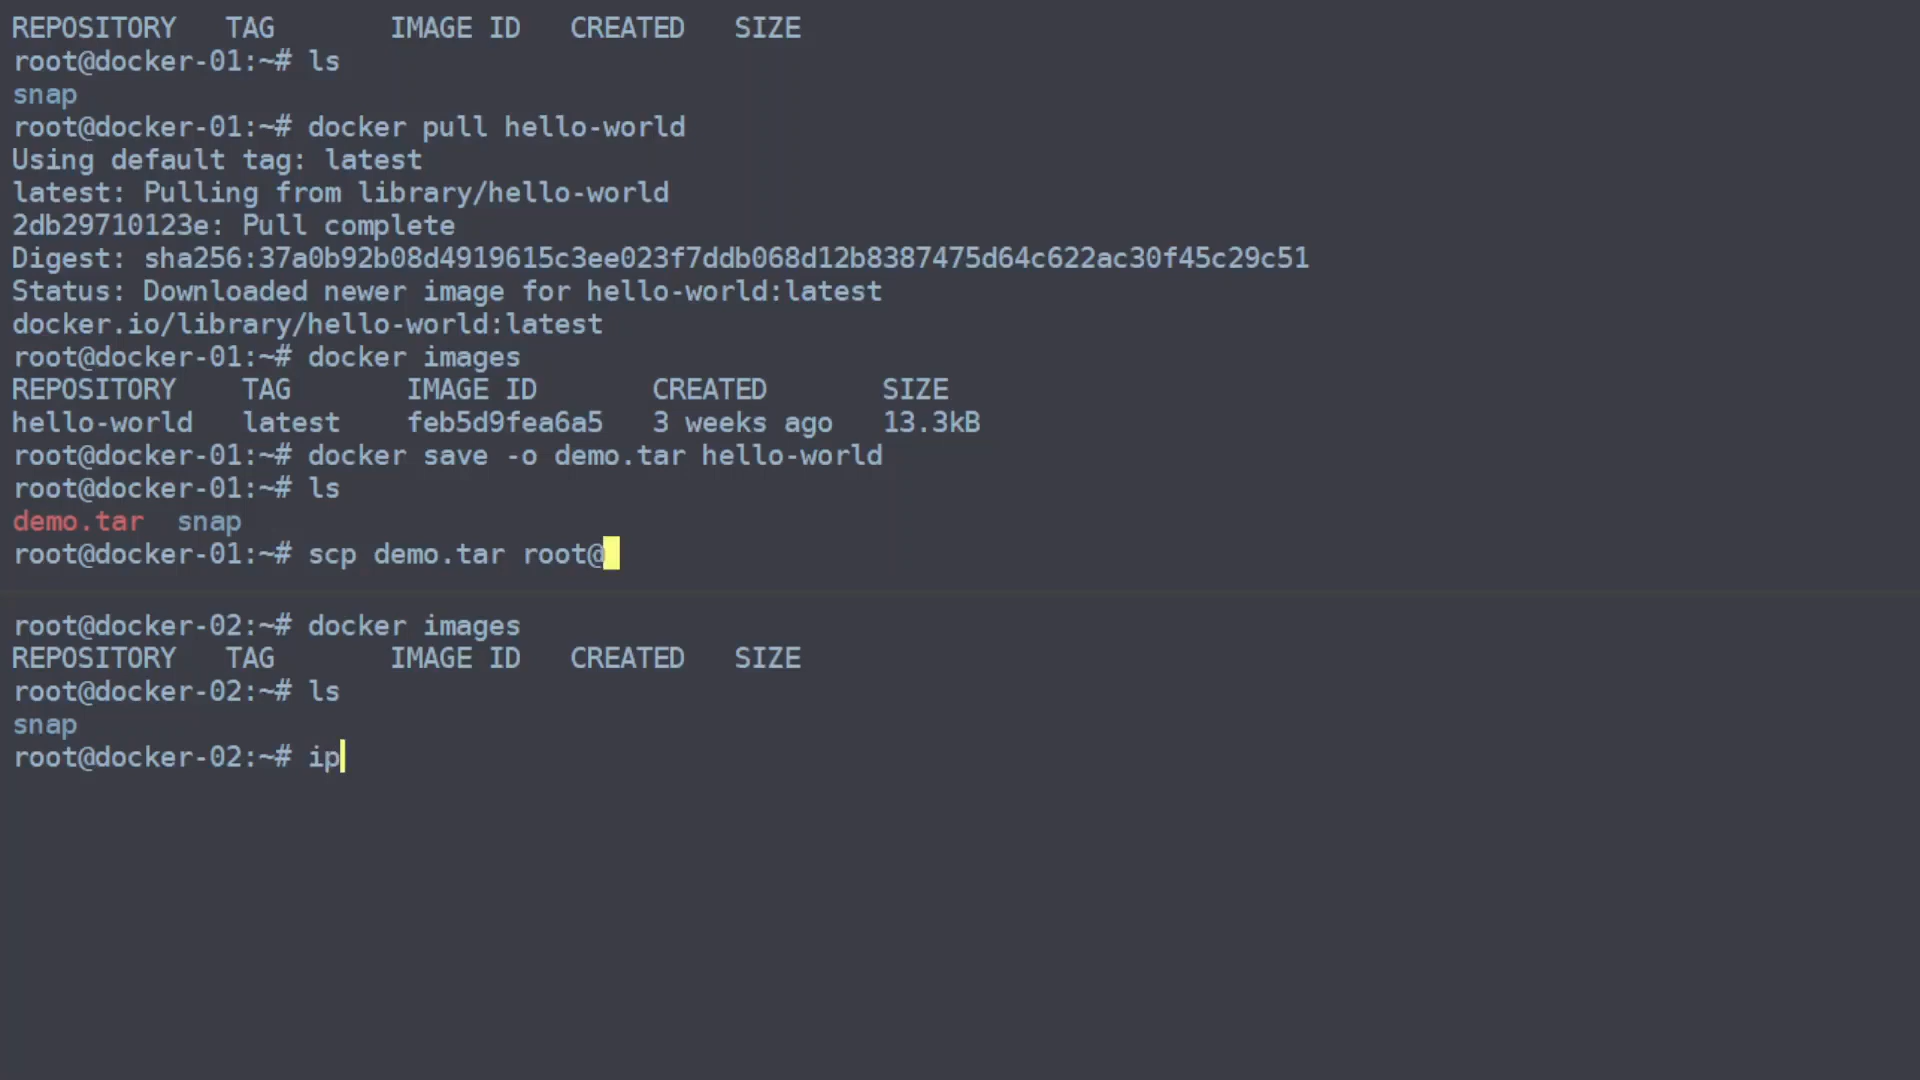 REPOSITORY   TAG       IMAGE ID   CREATED   SIZE
root@docker-01:~# ls
snap
root@docker-01:~# docker pull hello-world
Using default tag: latest
latest: Pulling from library/hello-world
2db29710123e: Pull complete
Digest: sha256:37a0b92b08d4919615c3ee023f7ddb068d12b8387475d64c622ac30f45c29c51
Status: Downloaded newer image for hello-world:latest
docker.io/library/hello-world:latest
root@docker-01:~# docker images
REPOSITORY    TAG       IMAGE ID       CREATED       SIZE
hello-world   latest    feb5d9fea6a5   3 weeks ago   13.3kB
root@docker-01:~# docker save -o demo.tar hello-world
root@docker-01:~# ls
demo.tar  snap
root@docker-01:~# scp demo.tar root@
root@docker-02:~# docker images
REPOSITORY   TAG       IMAGE ID   CREATED   SIZE
root@docker-02:~# ls
snap
root@docker-02:~# ip